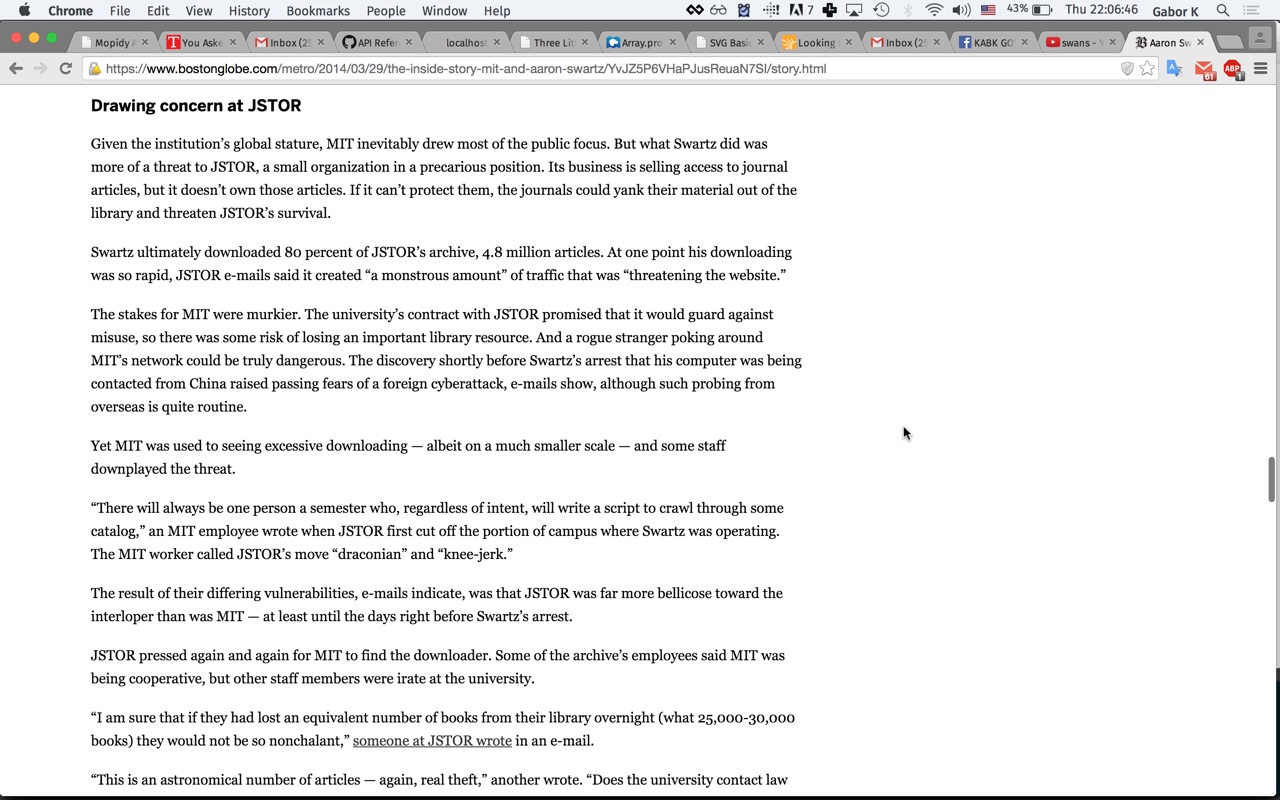 Chrome File Edit View History Bookmarks People Window Help 7 43% Thu 22:06:46 Gabor K
Mopidy A You Aske Inbox (25 API Refer localhos Three Lit Array.pro SVG Basic Looking Inbox (25 KABK GO swans - Y Aaron Sw
https://www.bostonglobe.com/metro/2014/03/29/the-inside-story-mit-and-aaron-swartz/YvJZ5P6VHaPJusReuaN7SI/story.html 61 ABP 1
Drawing concern at JSTOR
Given the institution’s global stature, MIT inevitably drew most of the public focus. But what Swartz did was
more of a threat to JSTOR, a small organization in a precarious position. Its business is selling access to journal
articles, but it doesn’t own those articles. If it can’t protect them, the journals could yank their material out of the
library and threaten JSTOR’s survival.
Swartz ultimately downloaded 80 percent of JSTOR’s archive, 4.8 million articles. At one point his downloading
was so rapid, JSTOR e-mails said it created “a monstrous amount” of traffic that was “threatening the website.”
The stakes for MIT were murkier. The university’s contract with JSTOR promised that it would guard against
misuse, so there was some risk of losing an important library resource. And a rogue stranger poking around
MIT’s network could be truly dangerous. The discovery shortly before Swartz’s arrest that his computer was being
contacted from China raised passing fears of a foreign cyberattack, e-mails show, although such probing from
overseas is quite routine.
Yet MIT was used to seeing excessive downloading — albeit on a much smaller scale — and some staff
downplayed the threat.
“There will always be one person a semester who, regardless of intent, will write a script to crawl through some
catalog,” an MIT employee wrote when JSTOR first cut off the portion of campus where Swartz was operating.
The MIT worker called JSTOR’s move “draconian” and “knee-jerk.”
The result of their differing vulnerabilities, e-mails indicate, was that JSTOR was far more bellicose toward the
interloper than was MIT — at least until the days right before Swartz’s arrest.
JSTOR pressed again and again for MIT to find the downloader. Some of the archive’s employees said MIT was
being cooperative, but other staff members were irate at the university.
“I am sure that if they had lost an equivalent number of books from their library overnight (what 25,000-30,000
books) they would not be so nonchalant,” someone at JSTOR wrote in an e-mail.
“This is an astronomical number of articles — again, real theft,” another wrote. “Does the university contact law